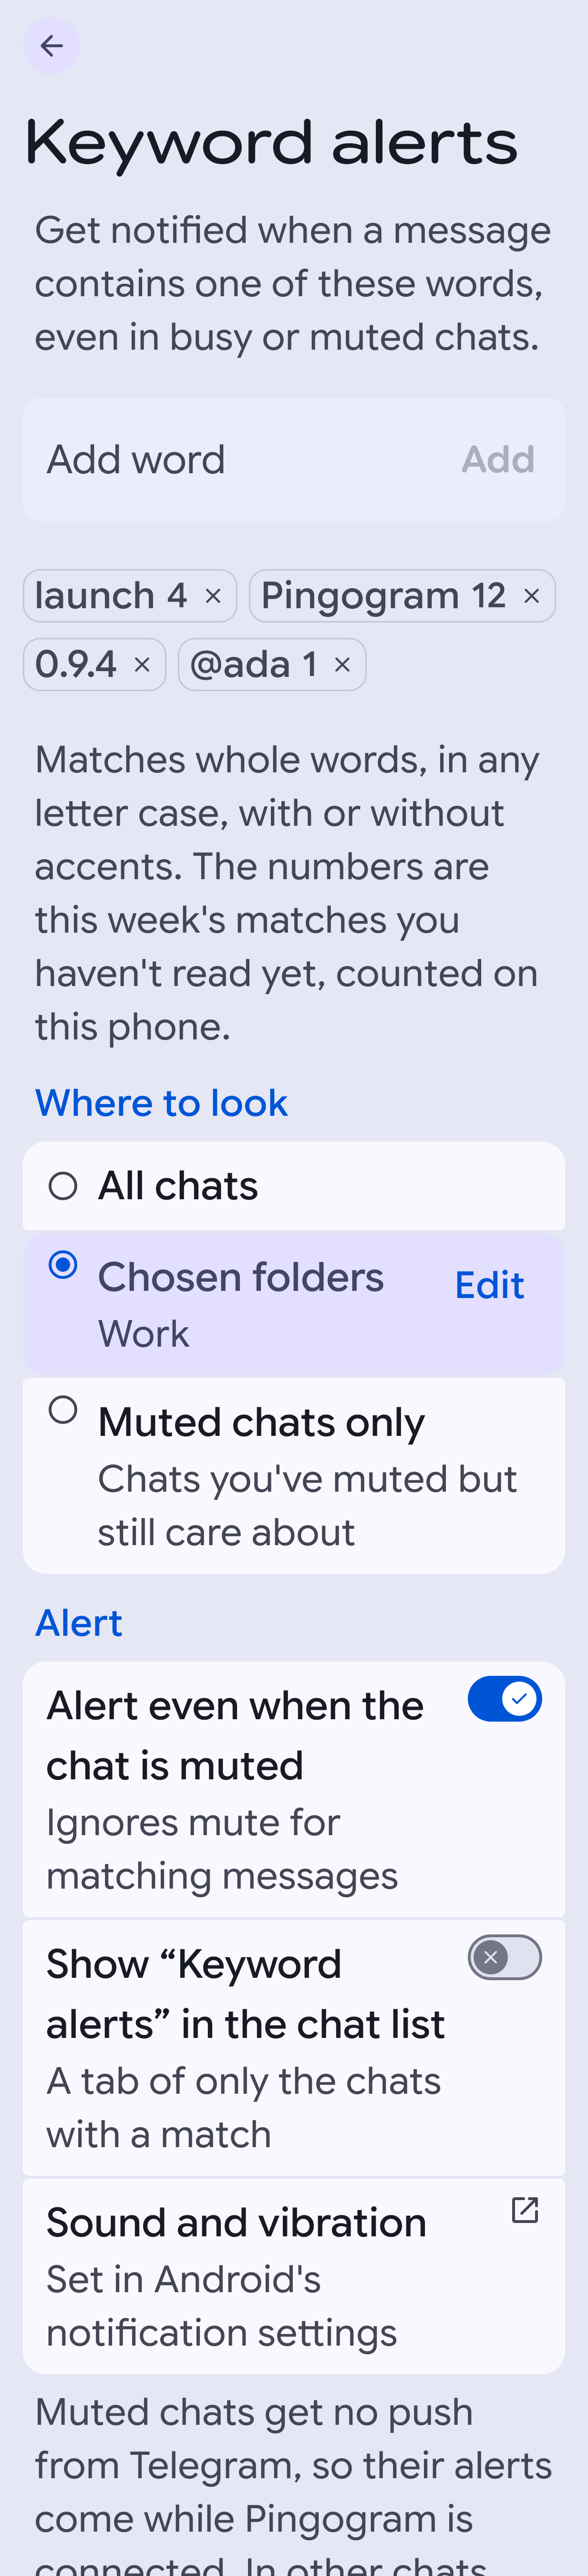 Keyword alerts
Get notified when a message
contains one of these words,
even in busy or muted chats.
Add word Add
launch 4 × Pingogram 12 ×
0.9.4 × @ada 1 ×
Matches whole words, in any
letter case, with or without
accents. The numbers are
this week's matches you
haven't read yet, counted on
this phone.
Where to look
All chats
Chosen folders Edit
Work
Muted chats only
Chats you've muted but
still care about
Alert
Alert even when the
chat is muted
Ignores mute for
matching messages
Show “Keyword
alerts” in the chat list
A tab of only the chats
with a match
Sound and vibration
Set in Android's
notification settings
Muted chats get no push
from Telegram, so their alerts
come while Pingogram is
connected. In other chats